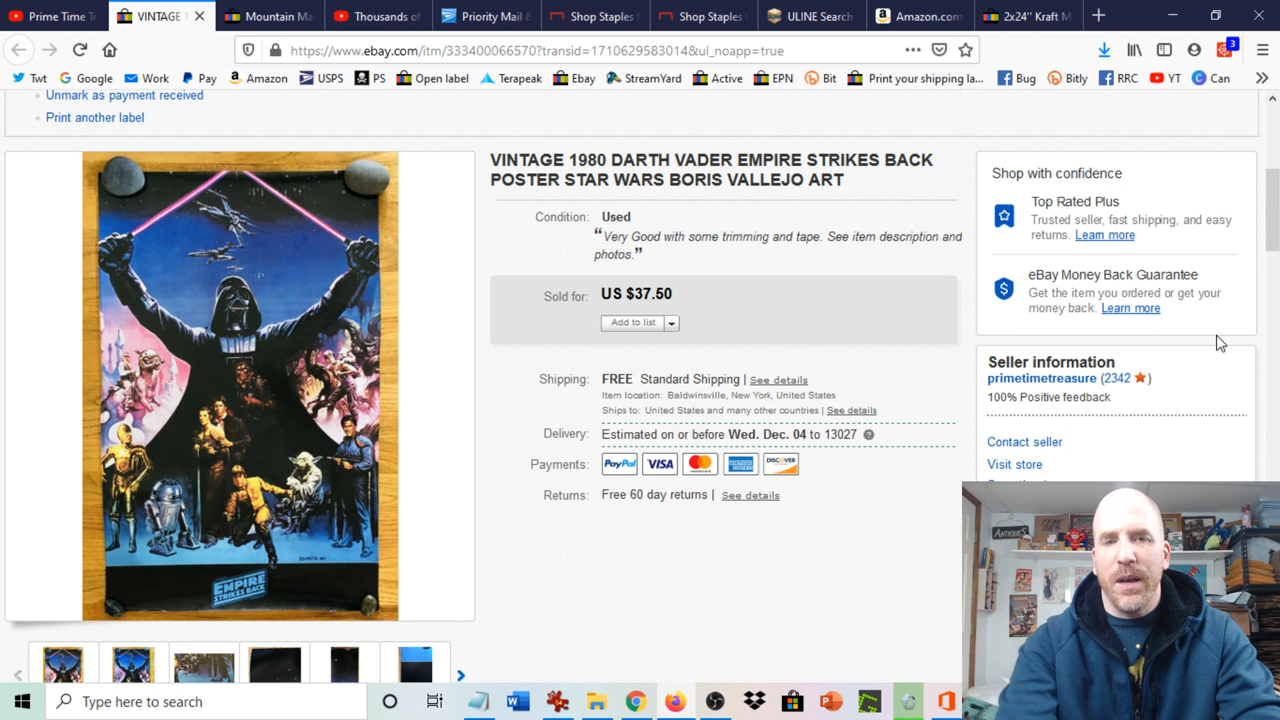 Prime Time Tr
VINTAGE 1
Mountain Ma
Thousands of
Priority Mail &
Shop Staples f
Shop Staples f
ULINE Search
Amazon.com
2x24" Kraft M
https://www.ebay.com/itm/333400066570?transid=1710629583014&ul_noapp=true
3
Twt
Google
Work
Pay
Amazon
USPS
PS
Open label
Terapeak
Ebay
StreamYard
Active
EPN
Bit
Print your shipping la...
Bug
Bitly
RRC
YT
Can
Unmark as payment received
Print another label
VINTAGE 1980 DARTH VADER EMPIRE STRIKES BACK
POSTER STAR WARS BORIS VALLEJO ART
Condition: Used
“Very Good with some trimming and tape. See item description and
photos.”
Sold for: US $37.50
Add to list
Shipping: FREE Standard Shipping | See details
Item location: Baldwinsville, New York, United States
Ships to: United States and many other countries | See details
Delivery: Estimated on or before Wed. Dec. 04 to 13027
Payments: PayPal VISA MasterCard DISCOVER
Returns: Free 60 day returns | See details
Shop with confidence
Top Rated Plus
Trusted seller, fast shipping, and easy
returns. Learn more
eBay Money Back Guarantee
Get the item you ordered or get your
money back. Learn more
Seller information
primetimetreasure (2342)
100% Positive feedback
Contact seller
Visit store
EMPIRE
STRIKES BACK
ANTIQUES
Type here to search